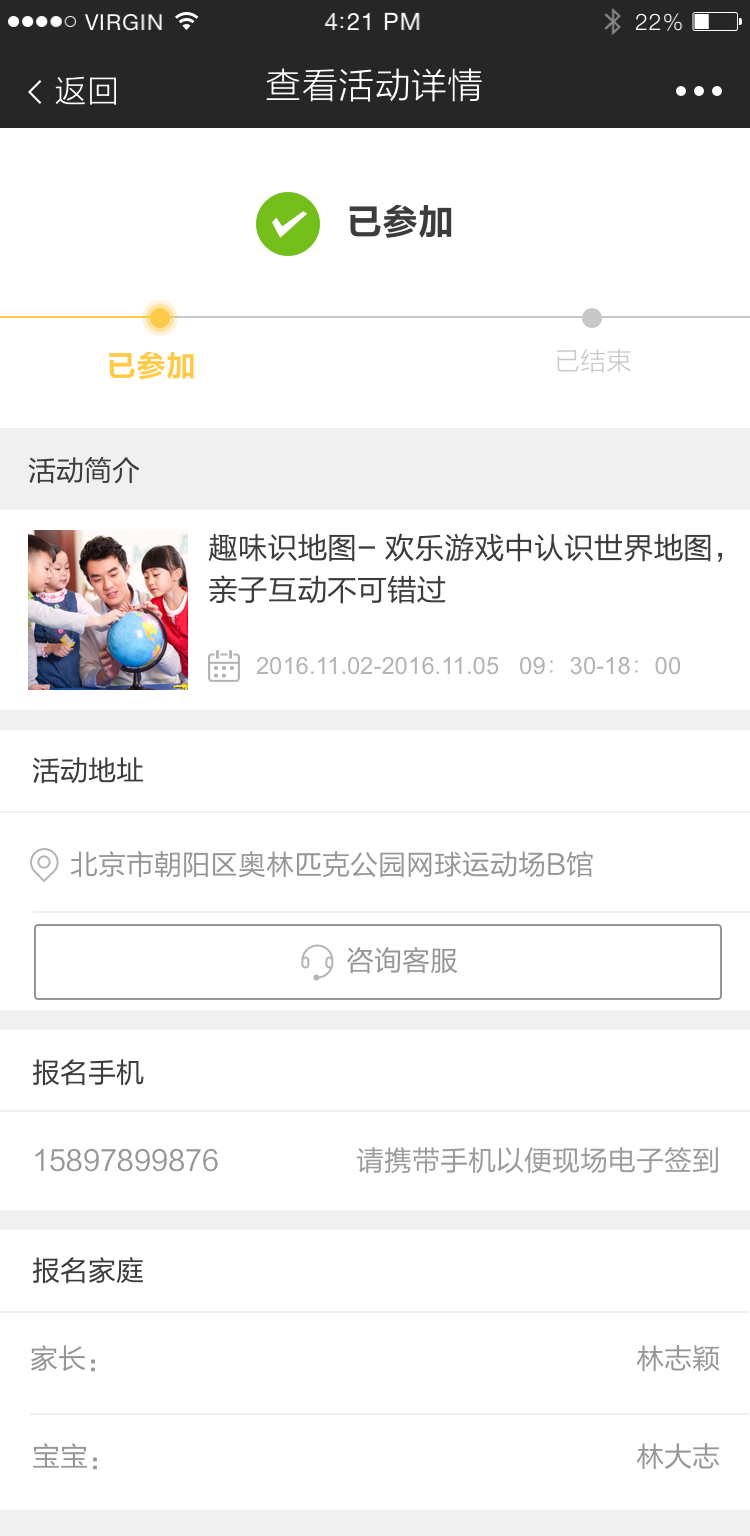 VIRGIN 4:21 PM 22%
返回 查看活动详情
已参加
已参加 已结束
活动简介
趣味识地图- 欢乐游戏中认识世界地图，
亲子互动不可错过
2016.11.02-2016.11.05 09：30-18：00
活动地址
北京市朝阳区奥林匹克公园网球运动场B馆
咨询客服
报名手机
15897899876 请携带手机以便现场电子签到
报名家庭
家长： 林志颖
宝宝： 林大志